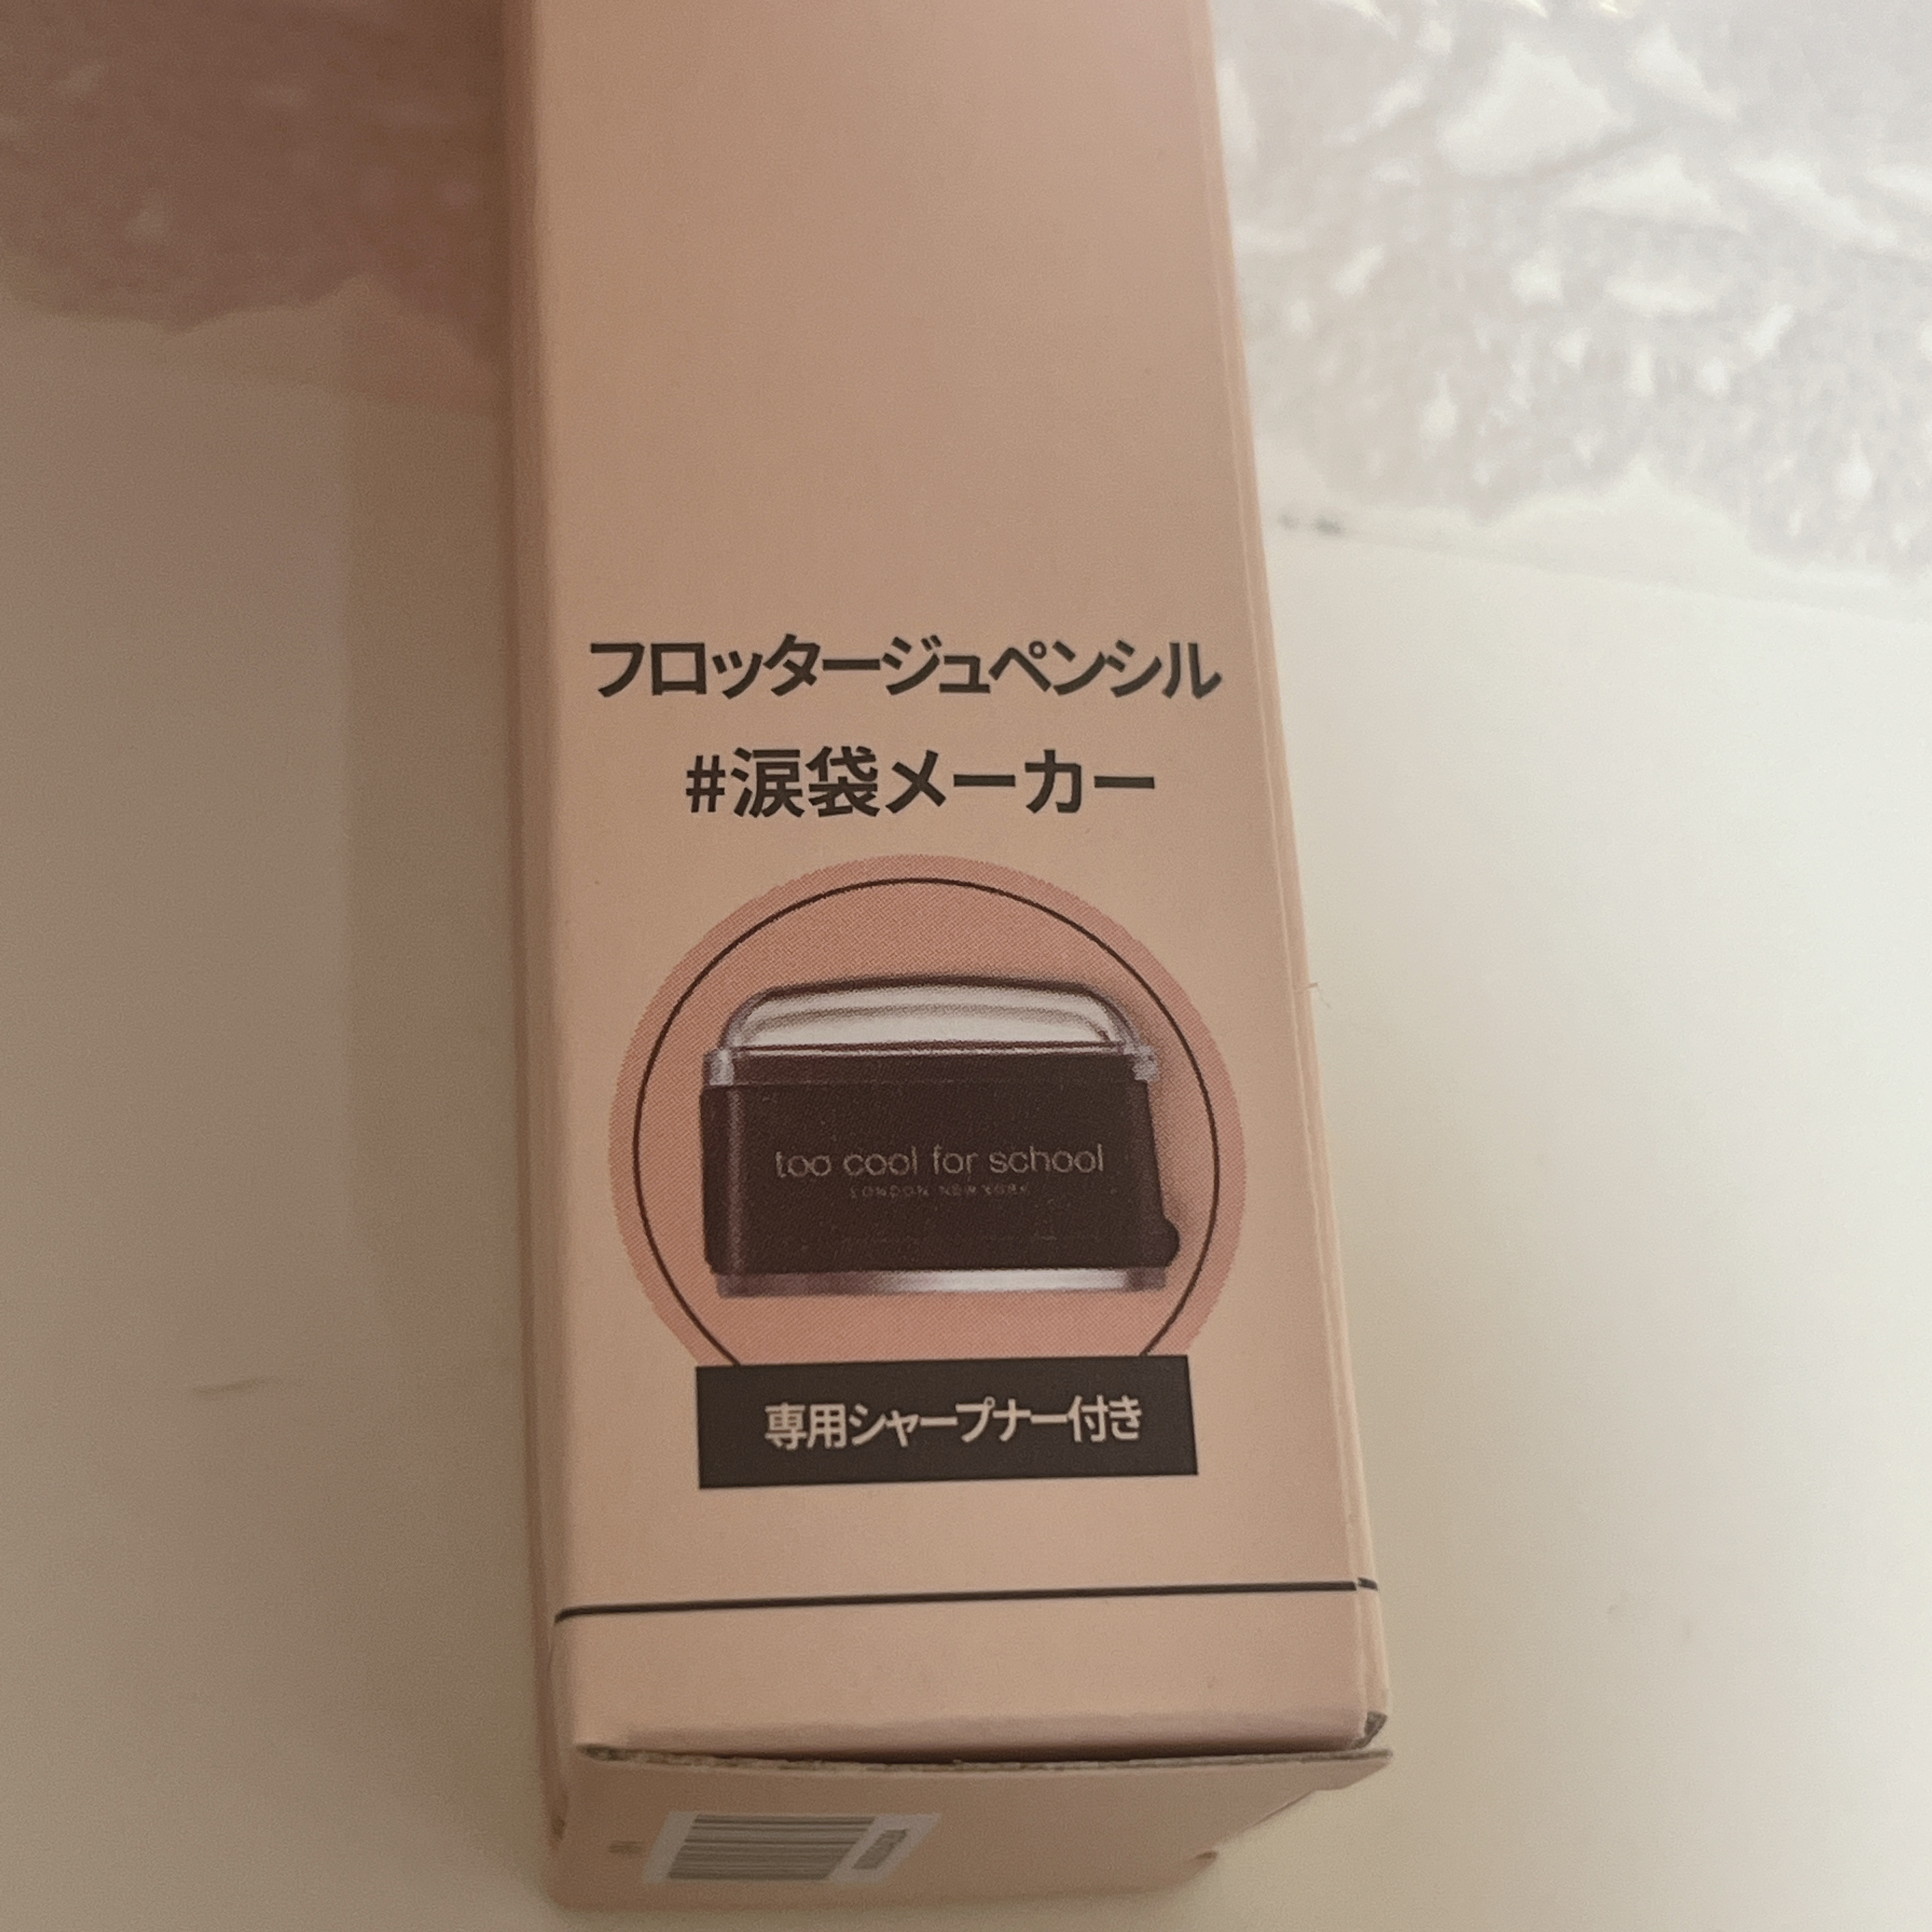 フロッタージュペンシル
#涙袋メーカー
too cool for school
LONDON NEW YORK
専用シャープナー付き